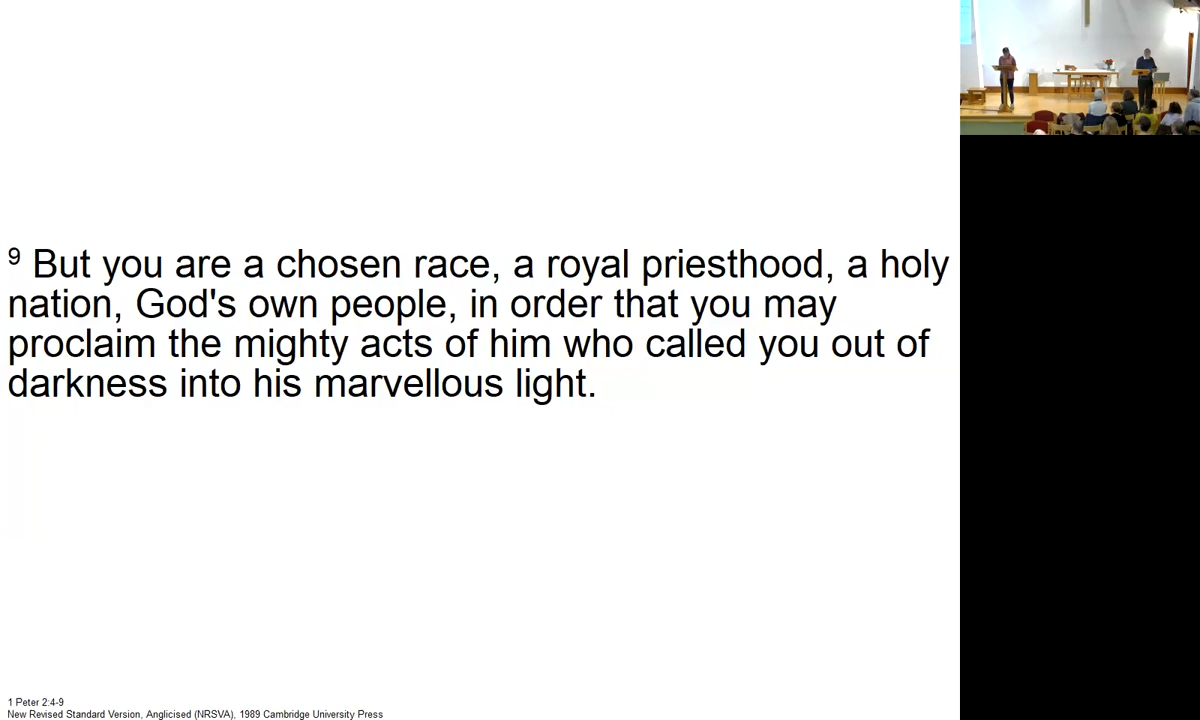 9 But you are a chosen race, a royal priesthood, a holy
nation, God's own people, in order that you may
proclaim the mighty acts of him who called you out of
darkness into his marvellous light.
1 Peter 2:4-9
New Revised Standard Version, Anglicised (NRSVA), 1989 Cambridge University Press